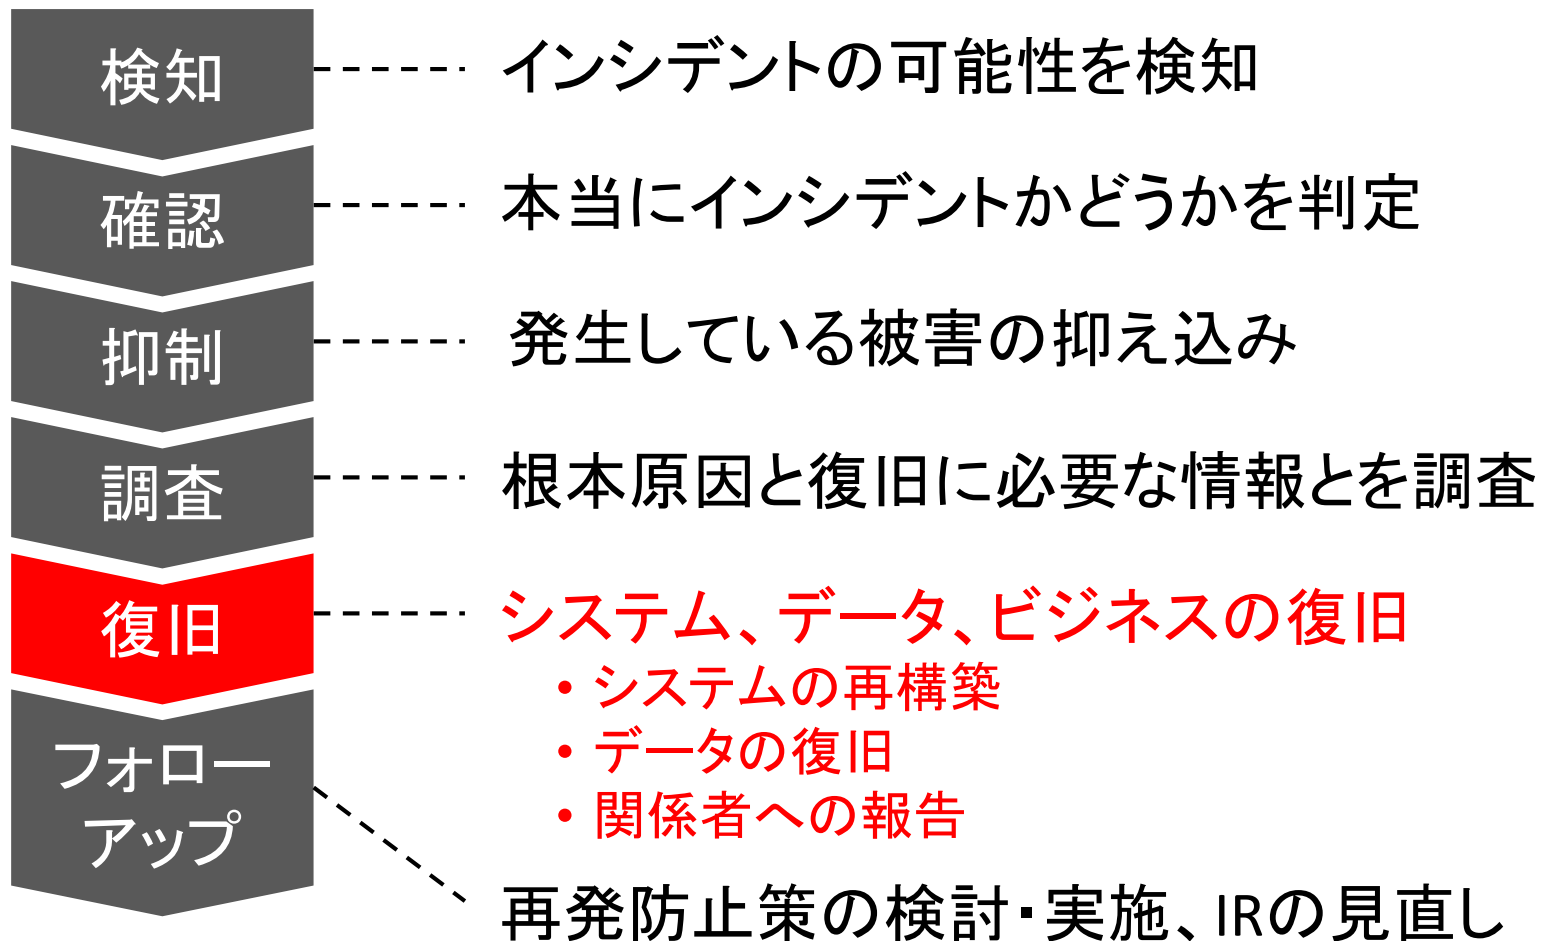 検知
インシデントの可能性を検知
確認
本当にインシデントかどうかを判定
抑制
発生している被害の抑え込み
調査
根本原因と復旧に必要な情報とを調査
復旧
システム、データ、ビジネスの復旧
・システムの再構築
・データの復旧
・関係者への報告
フォロー
アップ
再発防止策の検討・実施、IRの見直し